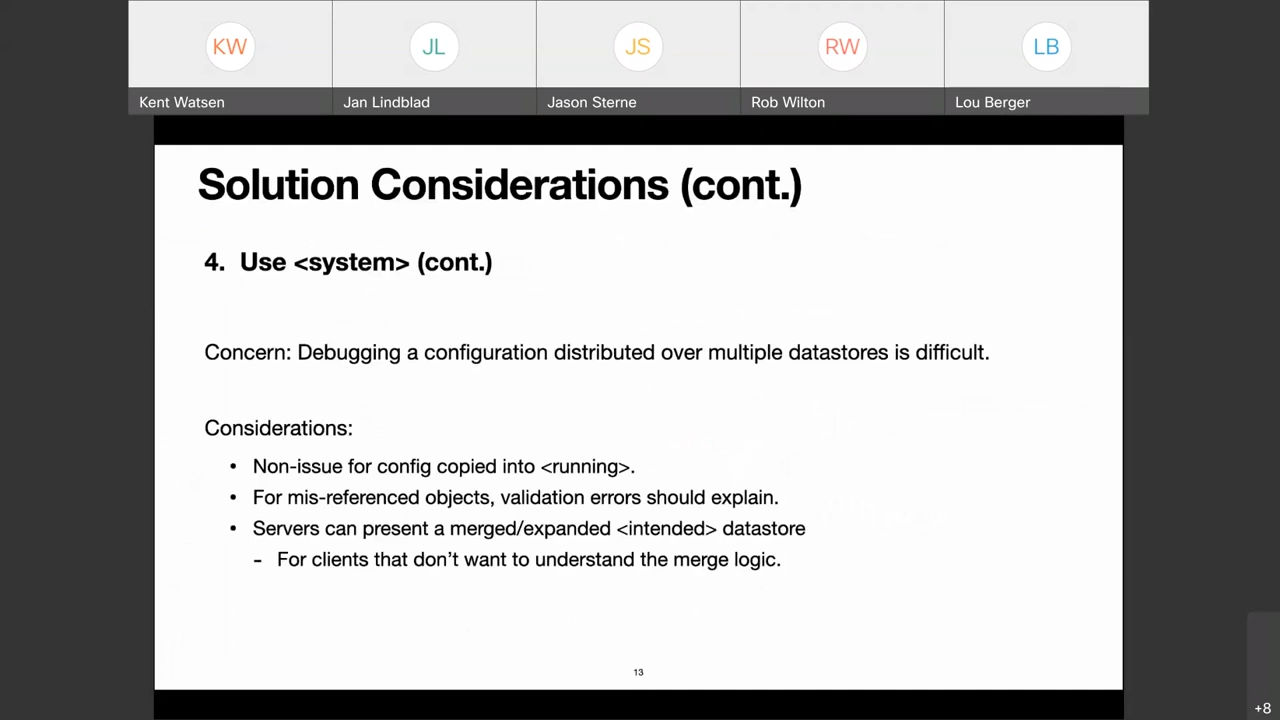 KW
JL
JS
RW
LB
Kent Watsen
Jan Lindblad
Jason Sterne
Rob Wilton
Lou Berger
Solution Considerations (cont.)
4. Use <system> (cont.)
Concern: Debugging a configuration distributed over multiple datastores is difficult.
Considerations:
• Non-issue for config copied into <running>.
• For mis-referenced objects, validation errors should explain.
• Servers can present a merged/expanded <intended> datastore
- For clients that don’t want to understand the merge logic.
13
+8